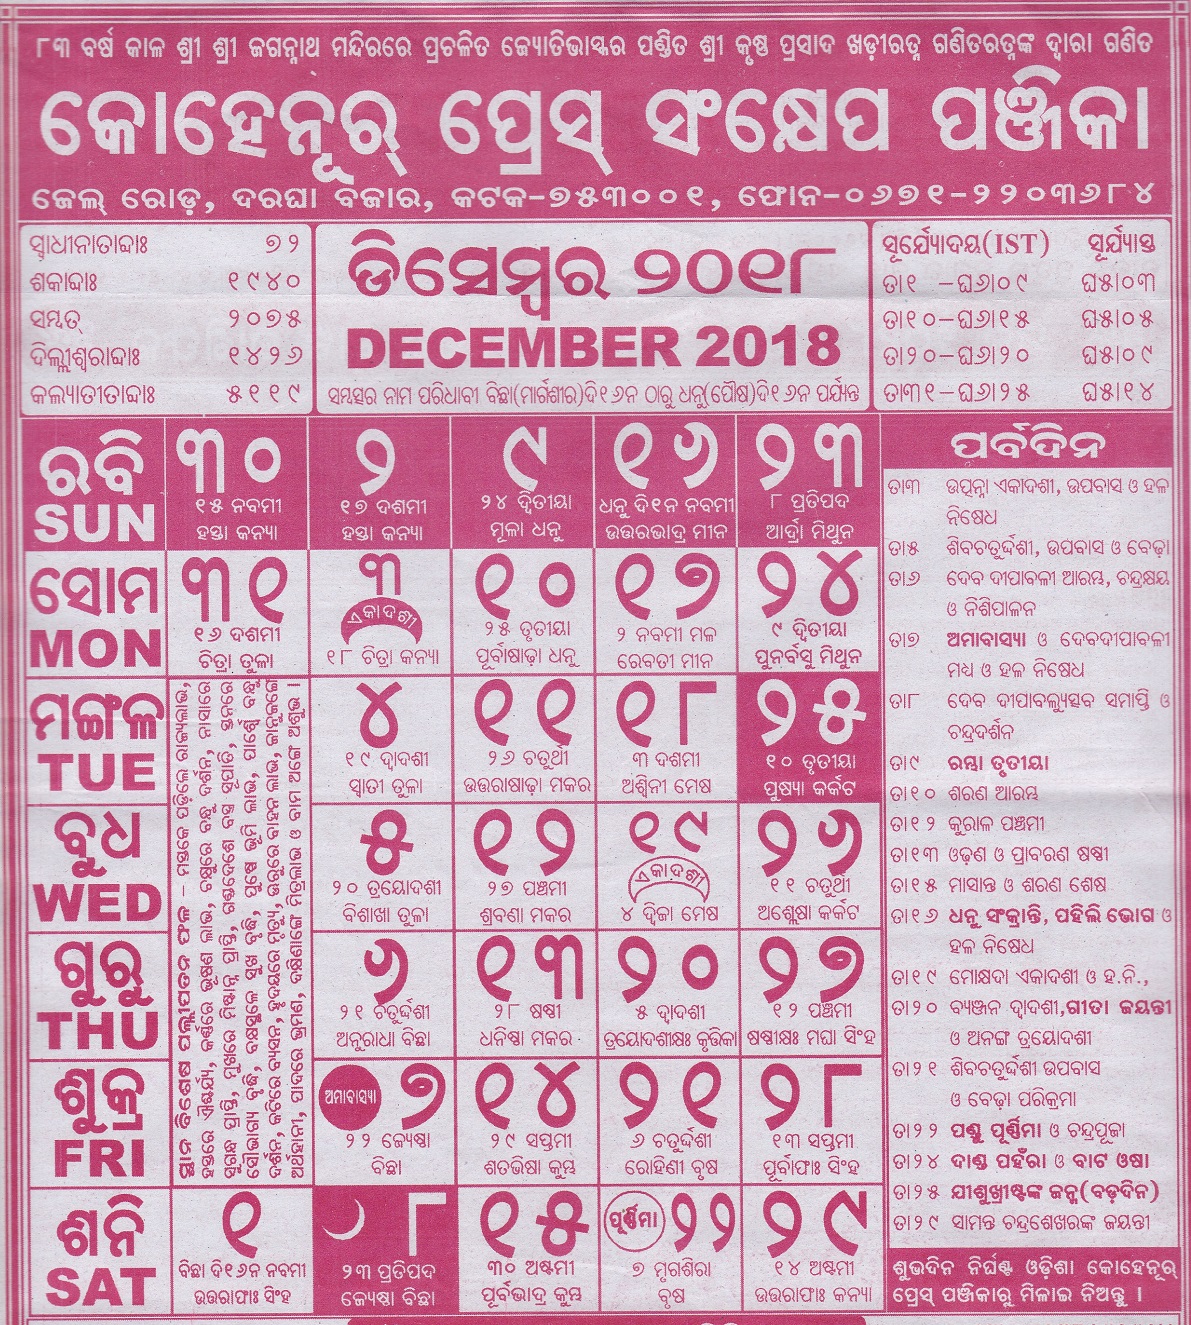 ୮୩ ବର୍ଷ କାଳ ଶ୍ରୀ ଶ୍ରୀ ଜଗନ୍ନାଥ ମନ୍ଦିରରେ ପ୍ରଚଳିତ ଜ୍ୟୋତିଭାସ୍କର ପଣ୍ଡିତ ଶ୍ରୀ କୃଷ୍ଣ ପ୍ରସାଦ ଖଡ଼ୀରତ୍ନ ଗଣିତରତ୍ନଙ୍କ ଦ୍ୱାରା ଗଣିତ
କୋହେନୂର୍ ପ୍ରେସ୍ ସଂକ୍ଷେପ ପଞ୍ଜିକା
ଜେଲ୍ ରୋଡ଼, ଦରଘା ବଜାର, କଟକ-୭୫୩୦୦୧, ଫୋନ-୦୬୭୧-୨୨୦୩୬୮୪
ସ୍ୱାଧୀନାତାବ୍ଦାଃ ୭୨
ଶକାବ୍ଦାଃ ୧୯୪୦
ସମ୍ବତ୍ ୨୦୭୫
ଦିଲ୍ଲୀଶ୍ୱରାବ୍ଦାଃ ୧୪୨୬
କଲ୍ୟାତୀତାବ୍ଦାଃ ୫୧୧୯
ଡିସେମ୍ବର ୨୦୧୮
DECEMBER 2018
ସମ୍ବତ୍ସର ନାମ ପରିଧାବୀ ବିଛା(ମାର୍ଗଶୀର)ଦି୧୬ନ ଠାରୁ ଧନୁ(ପୌଷ)ଦି୧୬ନ ପର୍ଯ୍ୟନ୍ତ
ସୂର୍ଯ୍ୟୋଦୟ(IST) ସୂର୍ଯ୍ୟାସ୍ତ
ତା୧ -ଘ୬ା୦୯ ଘ୫ା୦୩
ତା୧୦-ଘ୬ା୧୫ ଘ୫ା୦୫
ତା୨୦-ଘ୬ା୨୦ ଘ୫ା୦୯
ତା୩୧-ଘ୬ା୨୫ ଘ୫ା୧୪
ରବି ୩୦ ୨ ୯ ୧୬ ୨୩
SUN ୧୫ ନବମୀ ୧୭ ଦଶମୀ ୨୪ ଦ୍ୱିତୀୟା ଧନୁ ଦି୧ନ ନବମୀ ୮ ପ୍ରତିପଦ
ହସ୍ତା କନ୍ୟା ହସ୍ତା କନ୍ୟା ମୂଳା ଧନୁ ଉତ୍ତରଭାଦ୍ର ମୀନ ଆର୍ଦ୍ରା ମିଥୁନ
ସୋମ ୩୧ ୩ ୧୦ ୧୭ ୨୪
ଏକାଦଶୀ
MON ୧୬ ଦଶମୀ ୨୫ ତୃତୀୟା ୨ ନବମୀ ମଳ ୯ ଦ୍ୱିତୀୟା
ଚିତ୍ରା ତୁଳା ୧୮ ଚିତ୍ରା କନ୍ୟା ପୂର୍ବାଷାଢ଼ା ଧନୁ ରେବତୀ ମୀନ ପୁନର୍ବସୁ ମିଥୁନ
ମଙ୍ଗଳ ୪ ୧୧ ୧୮ ୨୫
TUE ୧୯ ଦ୍ୱାଦଶୀ ୨୬ ଚତୁର୍ଥୀ ୩ ଦଶମୀ ୧୦ ତୃତୀୟା
ସ୍ୱାତୀ ତୁଳା ଉତ୍ତରାଷାଢ଼ା ମକର ଅଶ୍ୱିନୀ ମେଷ ପୁଷ୍ୟା କର୍କଟ
ବୁଧ ୫ ୧୨ ୧୯ ୨୬
ଏକାଦଶୀ
WED ୨୦ ତ୍ରୟୋଦଶୀ ୨୭ ପଞ୍ଚମୀ ୧୧ ଚତୁର୍ଥୀ
ବିଶାଖା ତୁଳା ଶ୍ରବଣା ମକର ୪ ଦ୍ୱିଜା ମେଷ ଅଶ୍ଲେଷା କର୍କଟ
ଗୁରୁ ୬ ୧୩ ୨୦ ୨୭
THU ୨୧ ଚତୁର୍ଦ୍ଦଶୀ ୨୮ ଷଷ୍ଠୀ ୫ ଦ୍ୱାଦଶୀ ୧୨ ପଞ୍ଚମୀ
ଅନୁରାଧା ବିଛା ଧନିଷ୍ଠା ମକର ତ୍ରୟୋଦଶୀକ୍ଷଃ କୃତ୍ତିକା ଷଷ୍ଠୀକ୍ଷଃ ମଘା ସିଂହ
ଶୁକ୍ର ଅମାବାସ୍ୟା ୭ ୧୪ ୨୧ ୨୮
FRI ୨୨ ଜ୍ୟେଷ୍ଠା ୨୯ ସପ୍ତମୀ ୬ ଚତୁର୍ଦ୍ଦଶୀ ୧୩ ସପ୍ତମୀ
ବିଛା ଶତଭିଷା କୁମ୍ଭ ରୋହିଣୀ ବୃଷ ପୂର୍ବାଫାଃ ସିଂହ
ଶନି ୧ ୮ ୧୫ ପୂର୍ଣ୍ଣିମା ୨୨ ୨୯
SAT ବିଛା ଦି୧୬ନ ନବମୀ ୨୩ ପ୍ରତିପଦ ୩୦ ଅଷ୍ଟମୀ ୭ ମୃଗଶିରା ୧୪ ଅଷ୍ଟମୀ
ଉତ୍ତରାଫାଃ ସିଂହ ଜ୍ୟେଷ୍ଠା ବିଛା ପୂର୍ବଭାଦ୍ର କୁମ୍ଭ ବୃଷ ଉତ୍ତରାଫାଃ କନ୍ୟା
ସ୍ଥାନ ବିଶେଷ ପଲ୍ଲୀପତନ ଫଳ – ମସ୍ତକେ ପଡ଼ିଲେ ରାଜ୍ୟଲାଭ,
ପର୍ବଦିନ
ତା୩ ଉତ୍ପନ୍ନା ଏକାଦଶୀ, ଉପବାସ ଓ ହଳ
ନିଷେଧ
ତା୫ ଶିବଚତୁର୍ଦ୍ଦଶୀ, ଉପବାସ ଓ ବେଢ଼ା
ତା୬ ଦେବ ଦୀପାବଳୀ ଆରମ୍ଭ, ଚନ୍ଦ୍ରକ୍ଷୟ
ଓ ନିଶିପାଳନ
ତା୭ ଅମାବାସ୍ୟା ଓ ଦେବଦୀପାବଳୀ
ମଧ୍ୟ ଓ ହଳ ନିଷେଧ
ତା୮ ଦେବ ଦୀପାବଲ୍ୟୁତ୍ସବ ସମାପ୍ତି ଓ
ଚନ୍ଦ୍ରଦର୍ଶନ
ତା୯ ରମ୍ଭା ତୃତୀୟା
ତା୧୦ ଶରଣ ଆରମ୍ଭ
ତା୧୨ କୁରାଳ ପଞ୍ଚମୀ
ତା୧୩ ଓଢ଼ଣ ଓ ପ୍ରାବରଣ ଷଷ୍ଠୀ
ତା୧୫ ମାସାନ୍ତ ଓ ଶରଣ ଶେଷ
ତା୧୬ ଧନୁ ସଂକ୍ରାନ୍ତି, ପହିଲି ଭୋଗ ଓ
ହଳ ନିଷେଧ
ତା୧୯ ମୋକ୍ଷଦା ଏକାଦଶୀ ଓ ହ.ନି.,
ତା୨୦ ବ୍ୟଞ୍ଜନ ଦ୍ୱାଦଶୀ,ଗୀତା ଜୟନ୍ତୀ
ଓ ଅନଙ୍ଗ ତ୍ରୟୋଦଶୀ
ତା୨୧ ଶିବଚତୁର୍ଦ୍ଦଶୀ ଉପବାସ
ଓ ବେଢ଼ା ପରିକ୍ରମା
ତା୨୨ ପଣ୍ଡୁ ପୂର୍ଣ୍ଣିମା ଓ ଚନ୍ଦ୍ରପୂଜା
ତା୨୪ ଦାଣ୍ଡ ପହଁରା ଓ ବାଟ ଓଷା
ତା୨୫ ଯୀଶୁଖ୍ରୀଷ୍ଟଙ୍କ ଜନ୍ମ(ବଡ଼ଦିନ)
ତା୨୯ ସାମନ୍ତ ଚନ୍ଦ୍ରଶେଖରଙ୍କ ଜୟନ୍ତୀ
ଶୁଭଦିନ ନିର୍ଘଣ୍ଟ ଓଡ଼ିଶା କୋହେନୂର୍
ପ୍ରେସ୍ ପଞ୍ଜିକାରୁ ମିଳାଇ ନିଅନ୍ତୁ ।